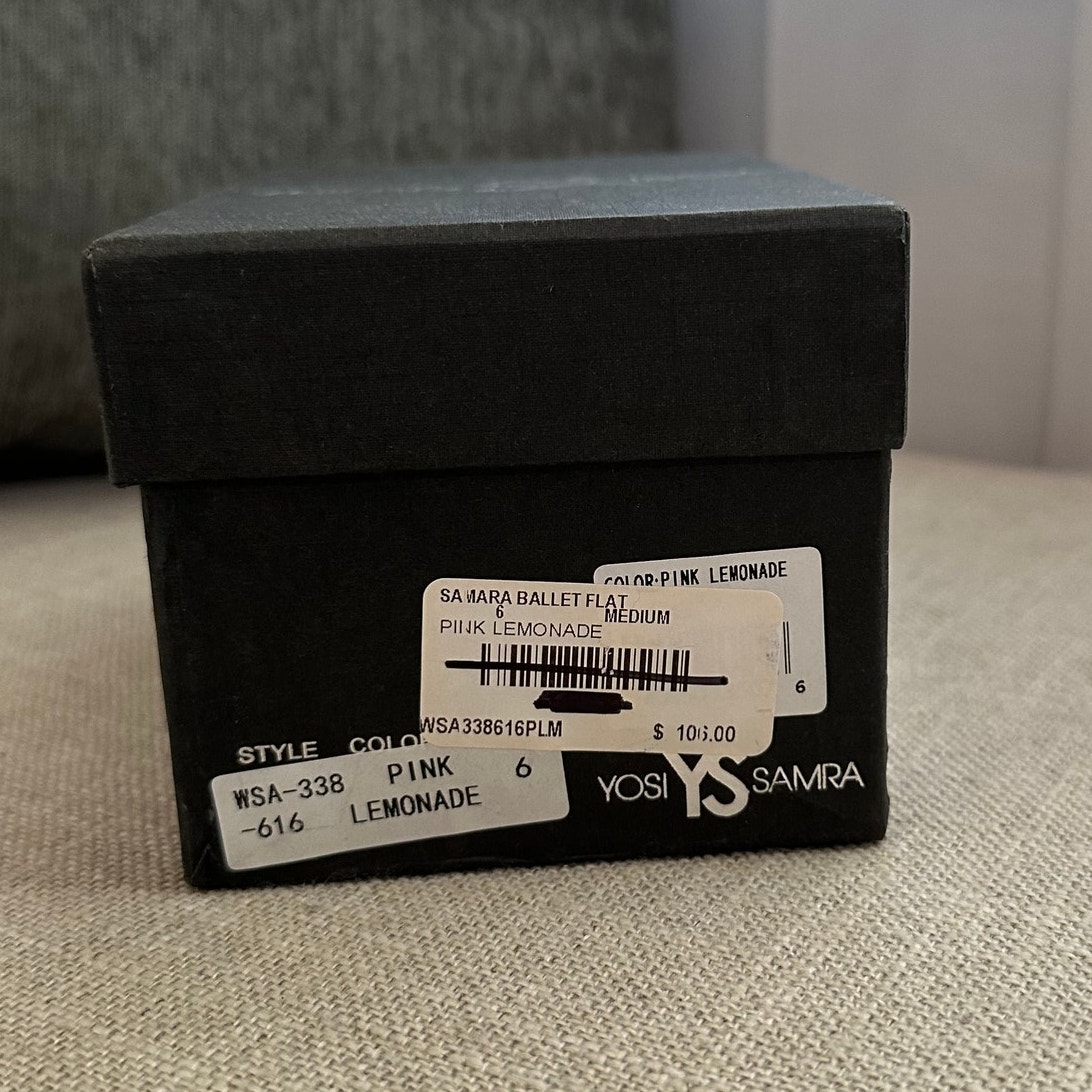 COLOR:PINK LEMONADE
6
SAMARA BALLET FLAT
6 MEDIUM
PINK LEMONADE
WSA338616PLM $ 106.00
STYLE COLOR
WSA-338 PINK 6
-616 LEMONADE
YOSI YS SAMRA